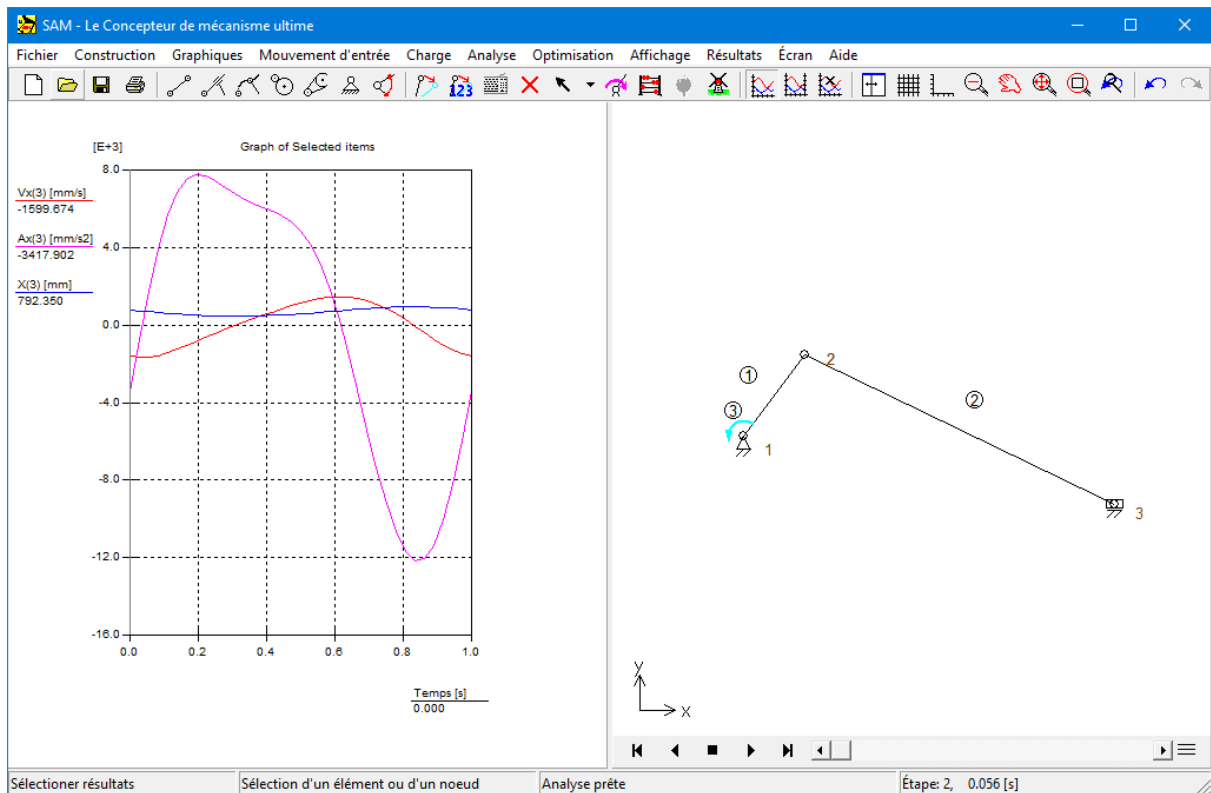 SAM - Le Concepteur de mécanisme ultime
Fichier Construction Graphiques Mouvement d'entrée Charge Analyse Optimisation Affichage Résultats Écran Aide
123
[E+3] Graph of Selected items
8.0
Vx(3) [mm/s]
-1599.674
Ax(3) [mm/s2]
-3417.902
4.0
X(3) [mm]
792.350
0.0
-4.0
-8.0
-12.0
-16.0
0.0 0.2 0.4 0.6 0.8 1.0
Temps [s]
0.000
2
1
2
3
1
3
Y
X
Sélectioner résultats Sélection d'un élément ou d'un noeud Analyse prête Étape: 2, 0.056 [s]